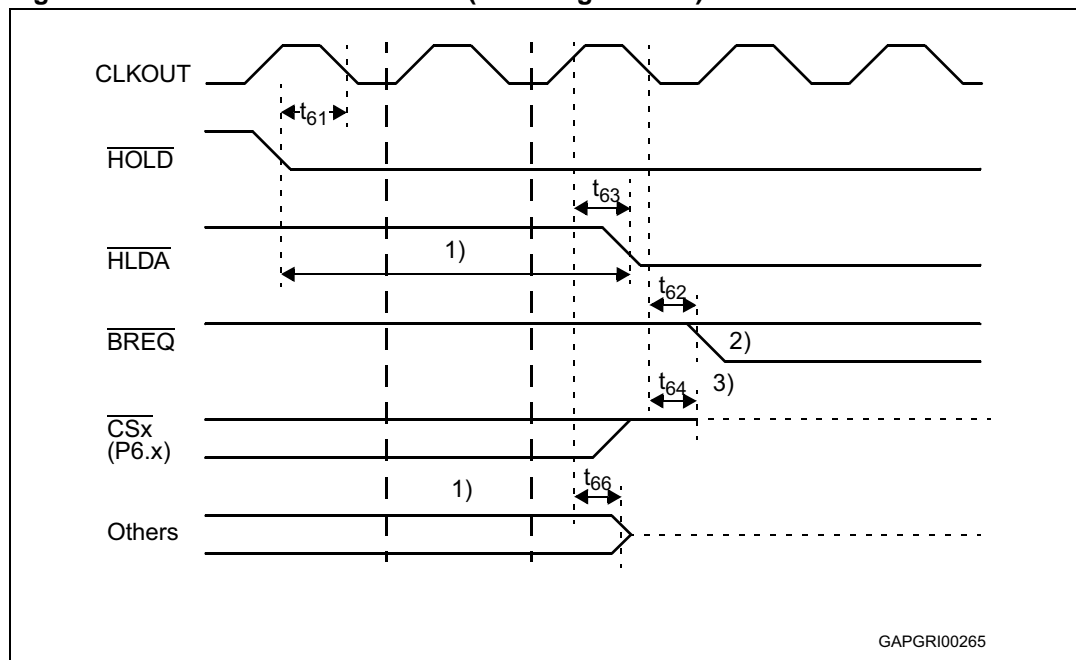 CLKOUT
t61
HOLD
t63
HLDA
1)
t62
BREQ
2)
t64
3)
CSx
(P6.x)
1)
t66
Others
GAPGRI00265